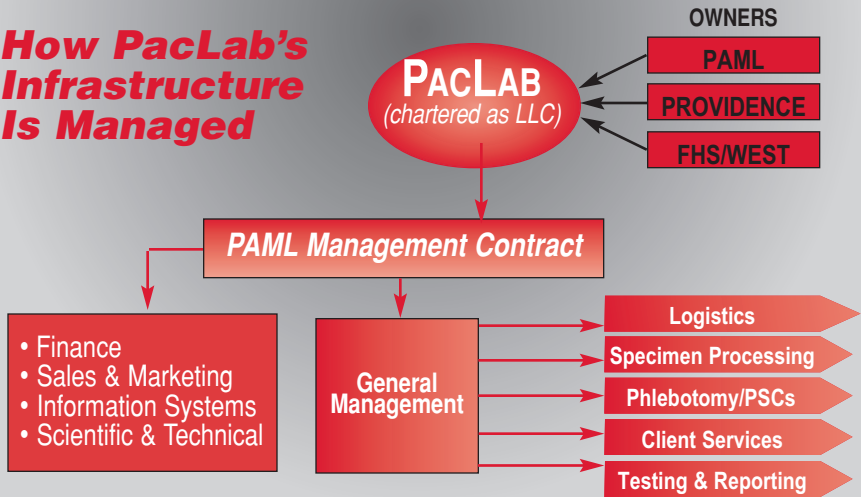 How PacLab's
Infrastructure
Is Managed
PACLAB
(chartered as LLC)
OWNERS
PAML
PROVIDENCE
FHS/WEST
PAML Management Contract
• Finance
• Sales & Marketing
• Information Systems
• Scientific & Technical
General
Management
Logistics
Specimen Processing
Phlebotomy/PSCs
Client Services
Testing & Reporting